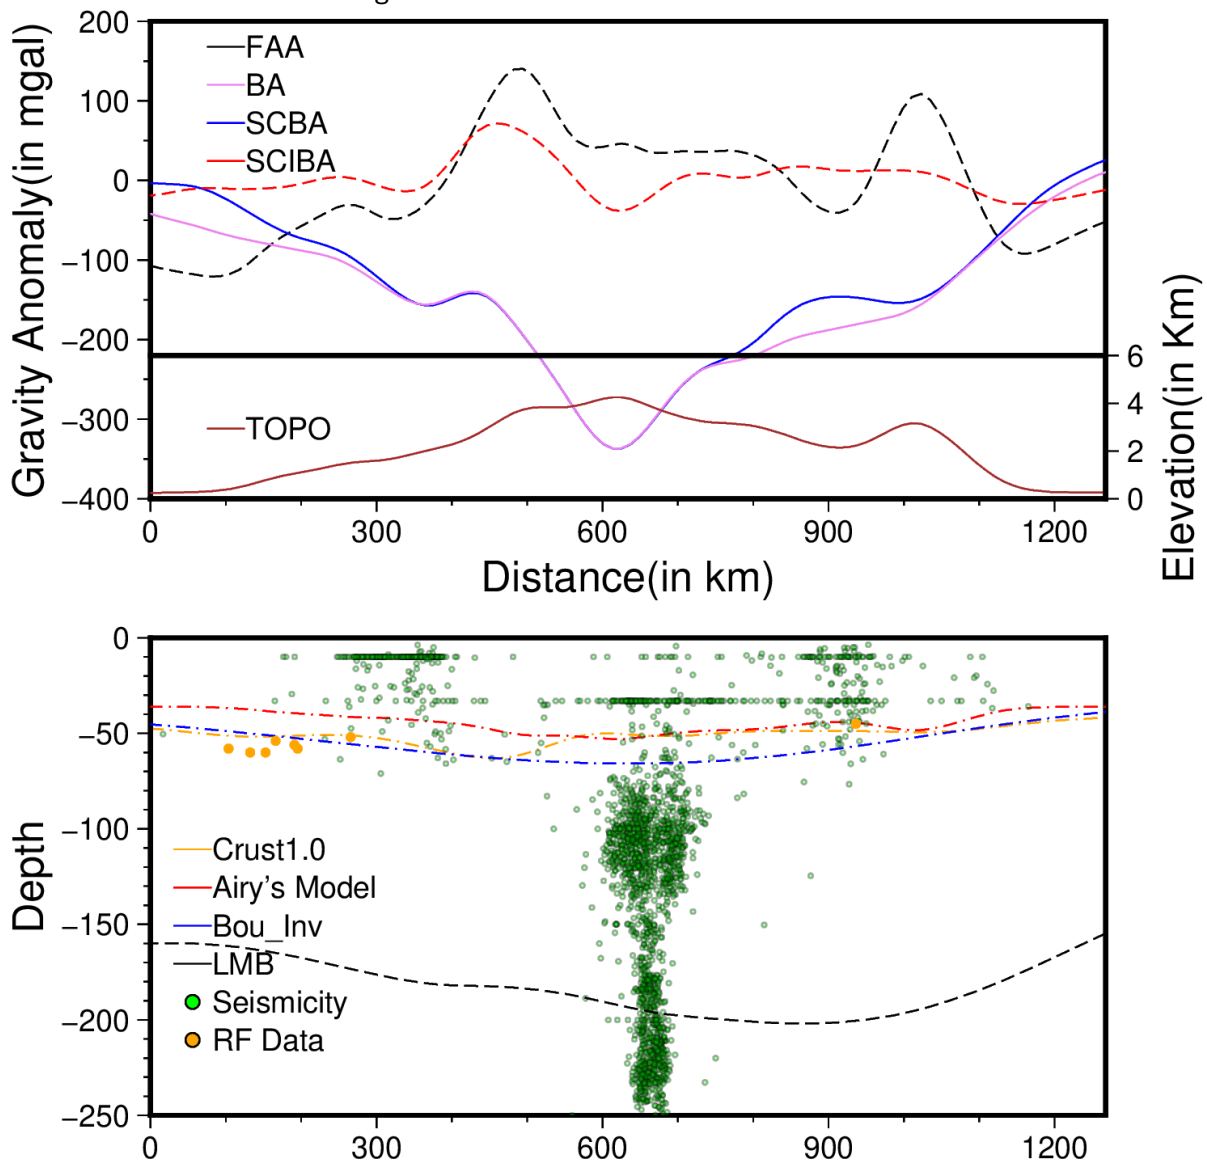 g
200
100
0
−100
−200
−300
−400
Gravity Anomaly(in mgal)
FAA
BA
SCBA
SCIBA
TOPO
6
4
2
0
Elevation(in Km)
0 300 600 900 1200
Distance(in km)
0
−50
−100
−150
−200
−250
Depth
Crust1.0
Airy's Model
Bou_Inv
LMB
Seismicity
RF Data
0 300 600 900 1200